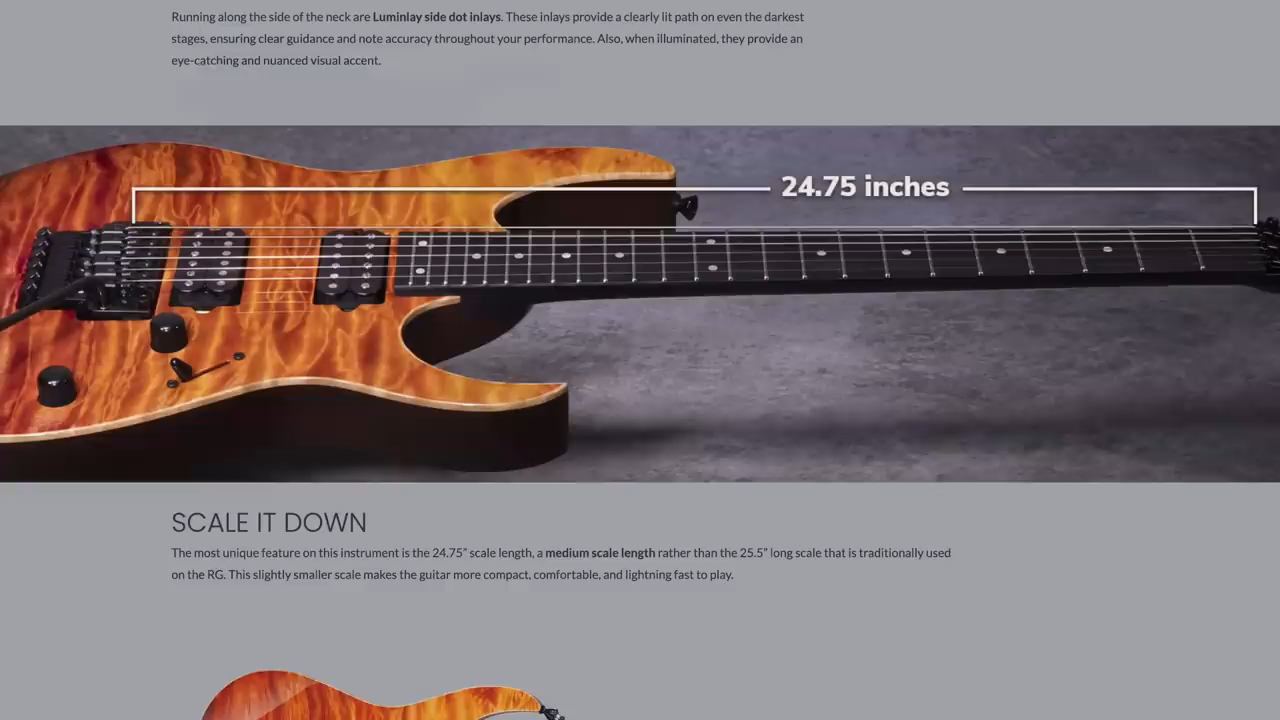 Running along the side of the neck are Luminlay side dot inlays. These inlays provide a clearly lit path on even the darkest
stages, ensuring clear guidance and note accuracy throughout your performance. Also, when illuminated, they provide an
eye-catching and nuanced visual accent.
24.75 inches
SCALE IT DOWN
The most unique feature on this instrument is the 24.75” scale length, a medium scale length rather than the 25.5” long scale that is traditionally used
on the RG. This slightly smaller scale makes the guitar more compact, comfortable, and lightning fast to play.